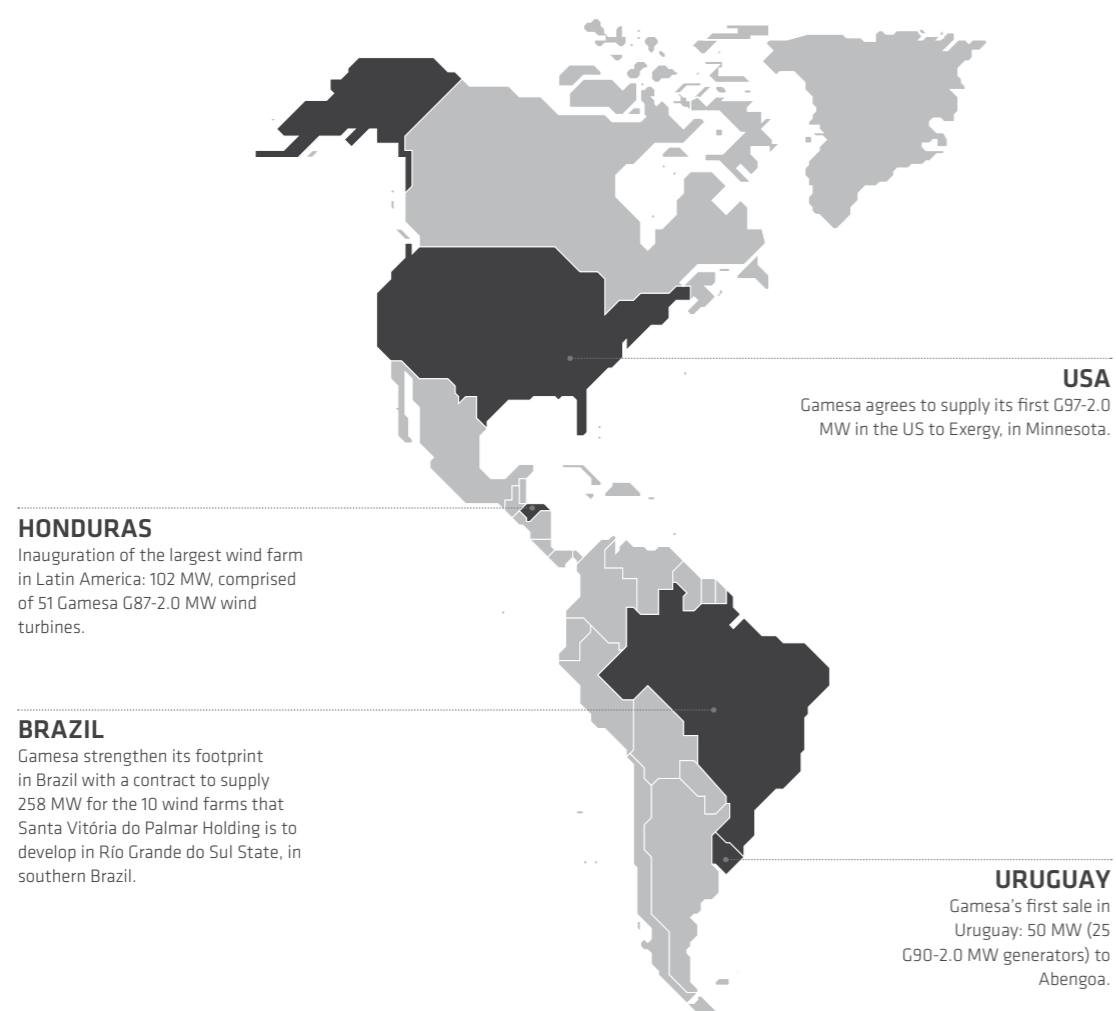 USA
Gamesa agrees to supply its first G97-2.0
MW in the US to Exergy, in Minnesota.
HONDURAS
Inauguration of the largest wind farm
in Latin America: 102 MW, comprised
of 51 Gamesa G87-2.0 MW wind
turbines.
BRAZIL
Gamesa strengthen its footprint
in Brazil with a contract to supply
258 MW for the 10 wind farms that
Santa Vitória do Palmar Holding is to
develop in Río Grande do Sul State, in
southern Brazil.
URUGUAY
Gamesa's first sale in
Uruguay: 50 MW (25
G90-2.0 MW generators) to
Abengoa.